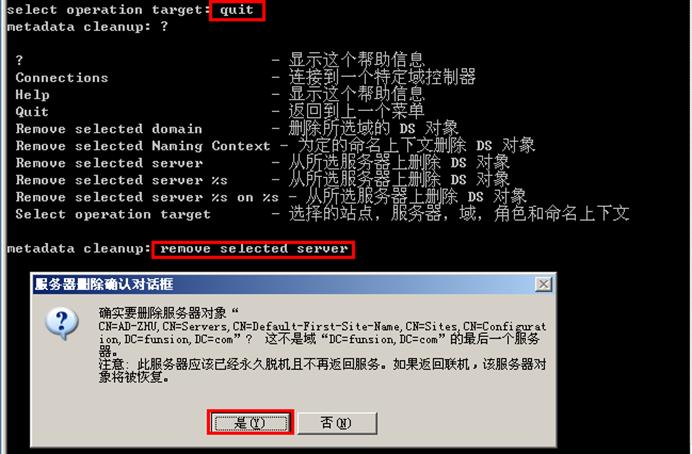 select operation target: quit
metadata cleanup: ?
? - 显示这个帮助信息
Connections - 连接到一个特定域控制器
Help - 显示这个帮助信息
Quit - 返回到上一个菜单
Remove selected domain - 删除所选域的 DS 对象
Remove selected Naming Context - 为定的命名上下文删除 DS 对象
Remove selected server - 从所选服务器上删除 DS 对象
Remove selected server %s - 从所选服务器上删除 DS 对象
Remove selected server %s on %s - 从所选服务器上删除 DS 对象
Select operation target - 选择的站点，服务器，域，角色和命名上下文
metadata cleanup: remove selected server
服务器删除确认对话框
确实要删除服务器对象“
CN=AD-ZHU,CN=Servers,CN=Default-First-Site-Name,CN=Sites,CN=Configurat
ion,DC=funsion,DC=com”？ 这不是域“DC=funsion,DC=com”的最后一个服务
器。
注意: 此服务器应该已经永久脱机且不再返回服务。如果返回联机，该服务器对
象将被恢复。
是(Y) 否(N)